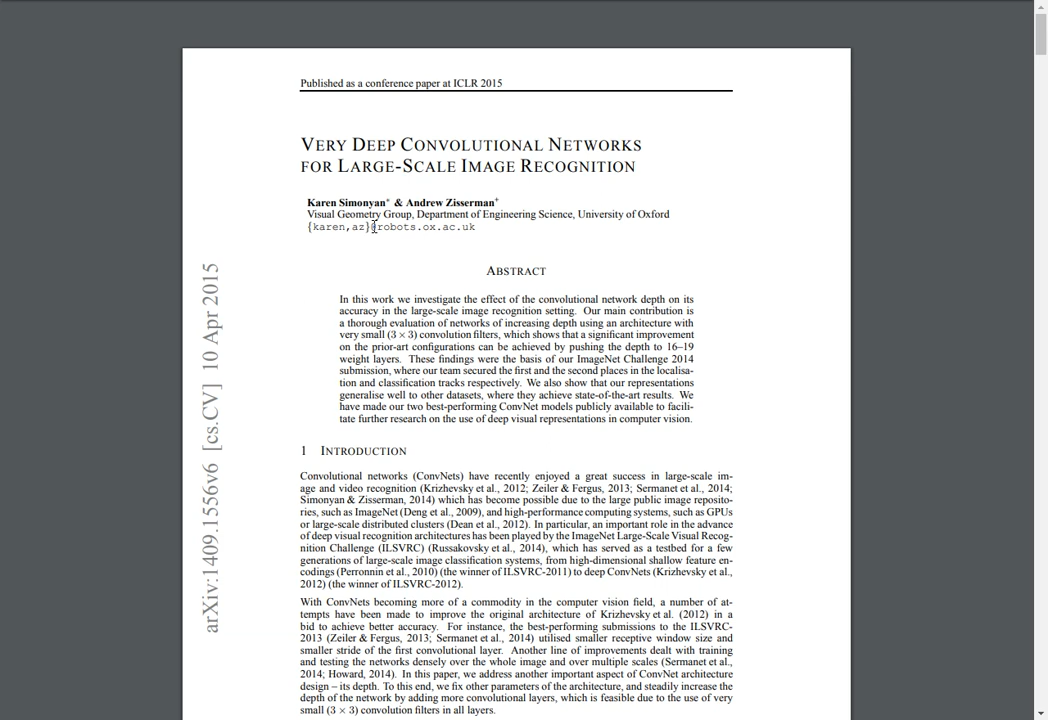 Published as a conference paper at ICLR 2015
VERY DEEP CONVOLUTIONAL NETWORKS
FOR LARGE-SCALE IMAGE RECOGNITION
Karen Simonyan* & Andrew Zisserman+
Visual Geometry Group, Department of Engineering Science, University of Oxford
{karen,az}@robots.ox.ac.uk
ABSTRACT
In this work we investigate the effect of the convolutional network depth on its
accuracy in the large-scale image recognition setting. Our main contribution is
a thorough evaluation of networks of increasing depth using an architecture with
very small (3 × 3) convolution filters, which shows that a significant improvement
on the prior-art configurations can be achieved by pushing the depth to 16–19
weight layers. These findings were the basis of our ImageNet Challenge 2014
submission, where our team secured the first and the second places in the localisa-
tion and classification tracks respectively. We also show that our representations
generalise well to other datasets, where they achieve state-of-the-art results. We
have made our two best-performing ConvNet models publicly available to facili-
tate further research on the use of deep visual representations in computer vision.
1 INTRODUCTION
Convolutional networks (ConvNets) have recently enjoyed a great success in large-scale im-
age and video recognition (Krizhevsky et al., 2012; Zeiler & Fergus, 2013; Sermanet et al., 2014;
Simonyan & Zisserman, 2014) which has become possible due to the large public image reposito-
ries, such as ImageNet (Deng et al., 2009), and high-performance computing systems, such as GPUs
or large-scale distributed clusters (Dean et al., 2012). In particular, an important role in the advance
of deep visual recognition architectures has been played by the ImageNet Large-Scale Visual Recog-
nition Challenge (ILSVRC) (Russakovsky et al., 2014), which has served as a testbed for a few
generations of large-scale image classification systems, from high-dimensional shallow feature en-
codings (Perronnin et al., 2010) (the winner of ILSVRC-2011) to deep ConvNets (Krizhevsky et al.,
2012) (the winner of ILSVRC-2012).
With ConvNets becoming more of a commodity in the computer vision field, a number of at-
tempts have been made to improve the original architecture of Krizhevsky et al. (2012) in a
bid to achieve better accuracy. For instance, the best-performing submissions to the ILSVRC-
2013 (Zeiler & Fergus, 2013; Sermanet et al., 2014) utilised smaller receptive window size and
smaller stride of the first convolutional layer. Another line of improvements dealt with training
and testing the networks densely over the whole image and over multiple scales (Sermanet et al.,
2014; Howard, 2014). In this paper, we address another important aspect of ConvNet architecture
design – its depth. To this end, we fix other parameters of the architecture, and steadily increase the
depth of the network by adding more convolutional layers, which is feasible due to the use of very
small (3 × 3) convolution filters in all layers.
arXiv:1409.1556v6 [cs.CV] 10 Apr 2015